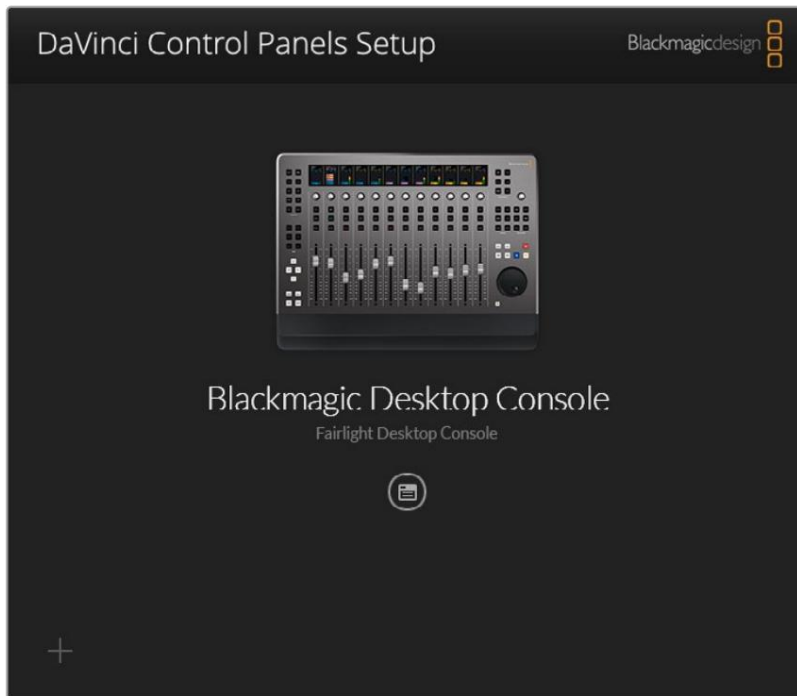 DaVinci Control Panels Setup
Blackmagicdesign
Blackmagic Desktop Console
Fairlight Desktop Console